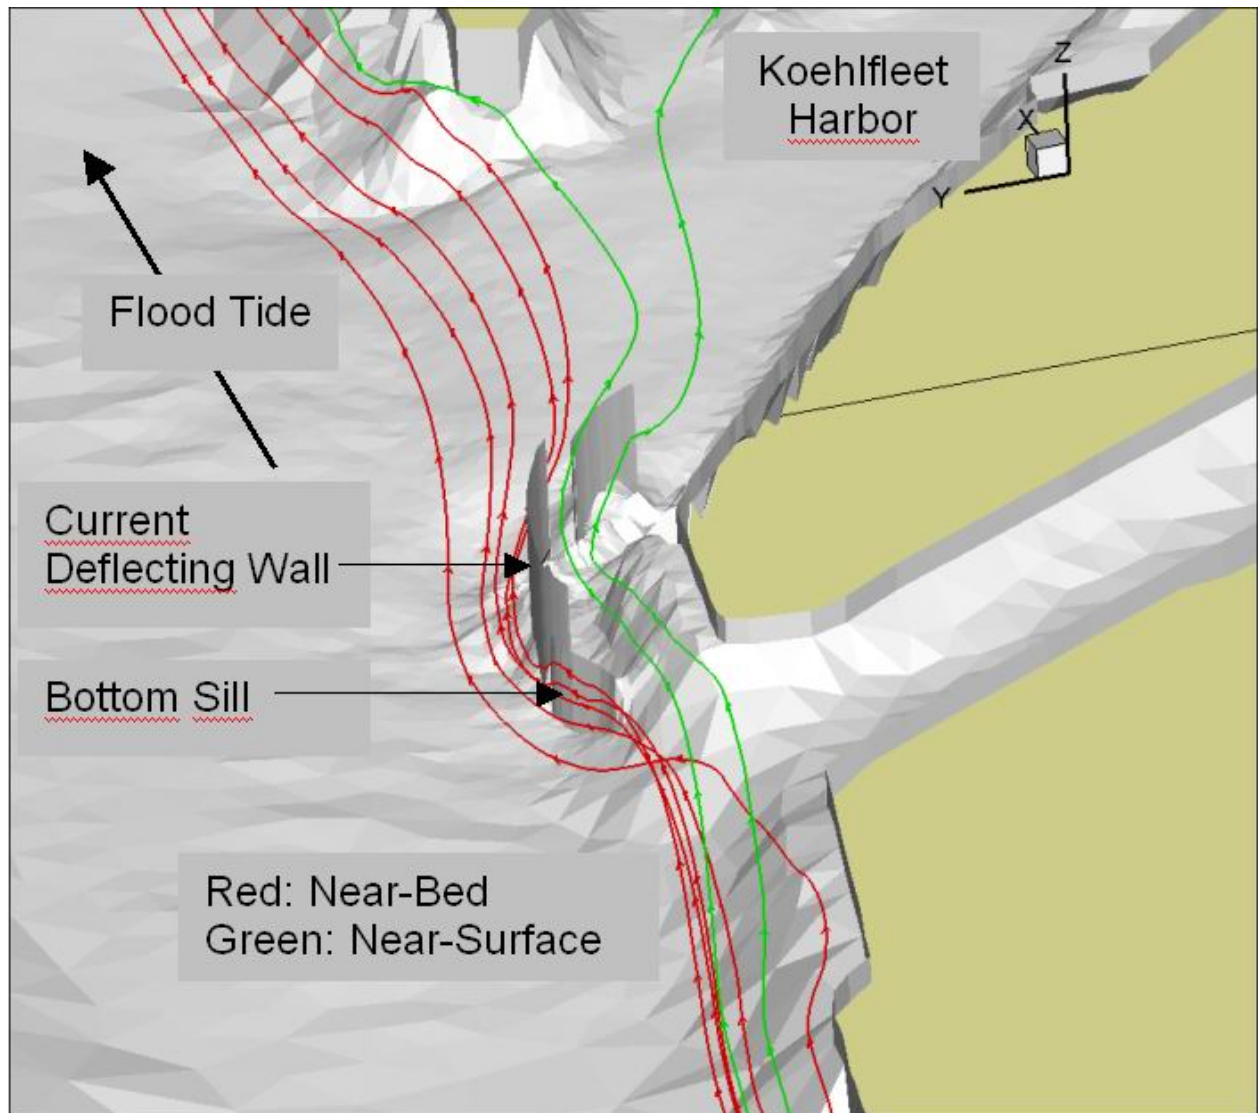 Koehlfleet
Harbor
Z
X
Y
Flood Tide
Current
Deflecting Wall
Bottom Sill
Red: Near-Bed
Green: Near-Surface